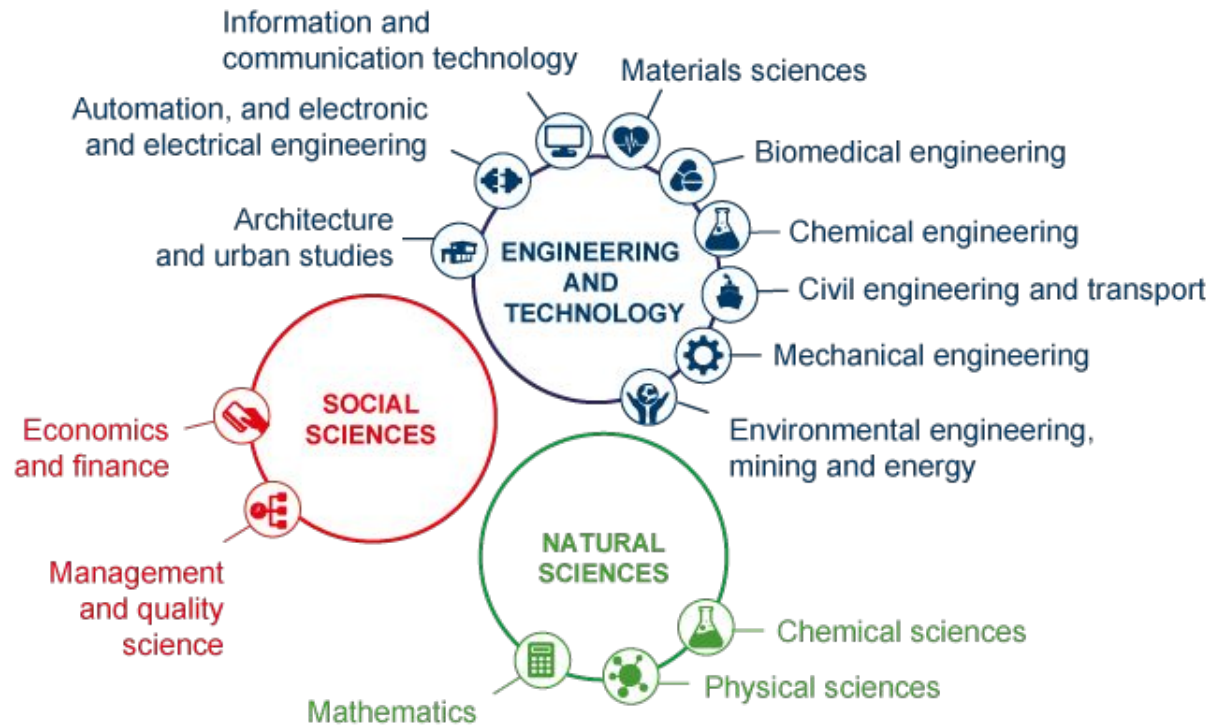 Information and
communication technology
Materials sciences
Automation, and electronic
and electrical engineering
Biomedical engineering
Architecture
and urban studies
ENGINEERING
AND
TECHNOLOGY
Chemical engineering
Civil engineering and transport
Mechanical engineering
Environmental engineering,
mining and energy
SOCIAL
SCIENCES
Economics
and finance
Management
and quality
science
NATURAL
SCIENCES
Chemical sciences
Physical sciences
Mathematics